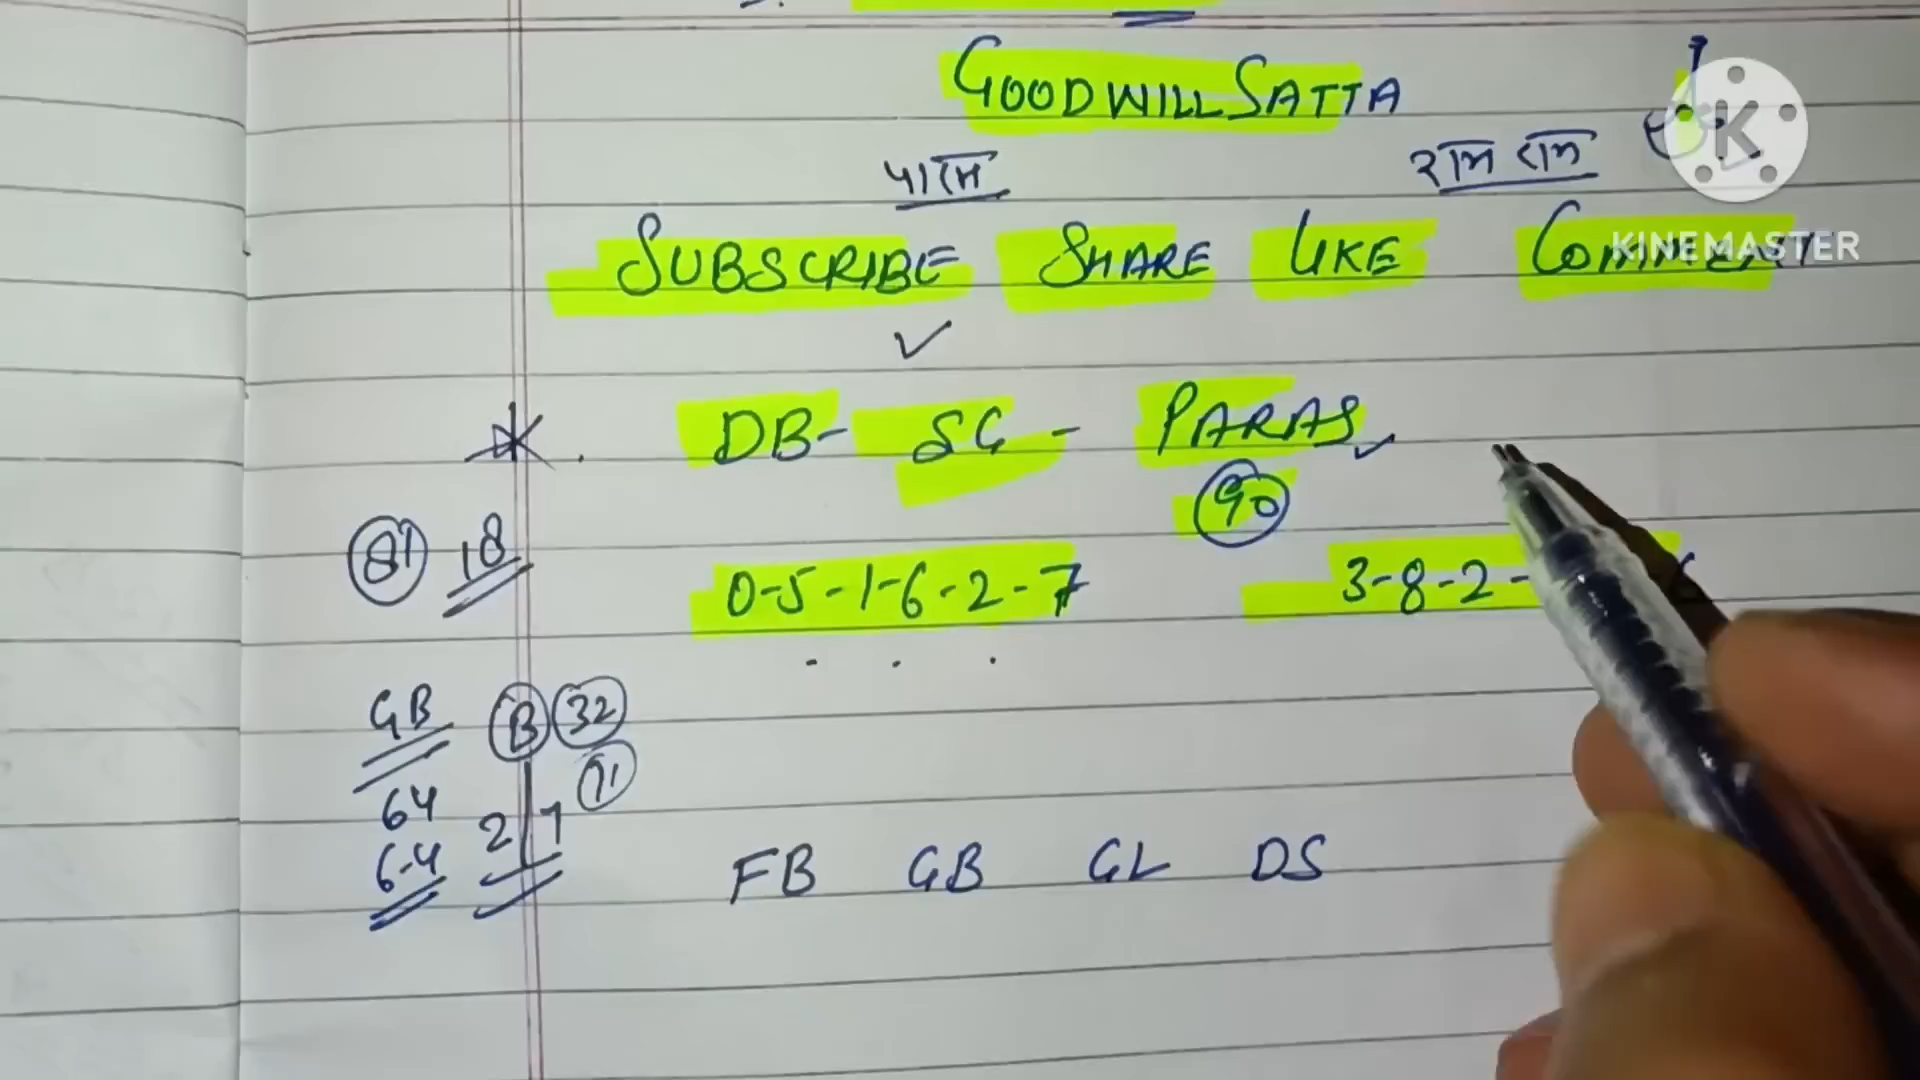 GOODWILL SATTA
राम राम
SUBSCRIBE SHARE LIKE COMMENT
KINEMASTER
DB- SG - PARAS
90
81 18
0-5-1-6-2-7 3-8-2-
GB B 32
71
64
2 7
6-4
FB GB GL DS